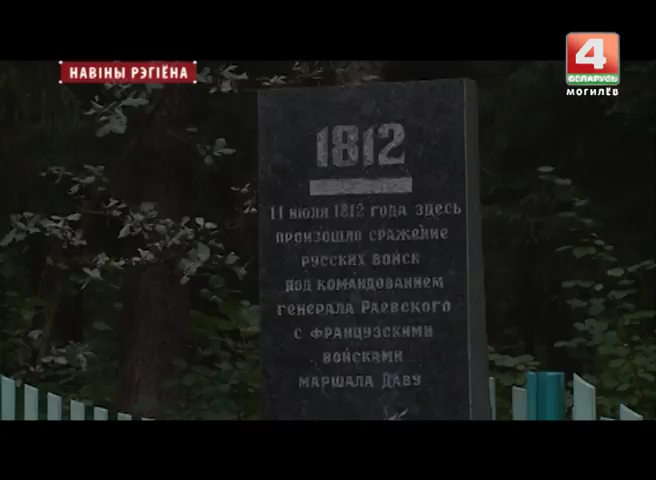 НАВІНЫ РЭГІЁНА
4
БЕЛАРУСЬ
МОГИЛЁВ
1812
11 ИЮЛЯ 1812 ГОДА ЗДЕСЬ
ПРОИЗОШЛО СРАЖЕНИЕ
РУССКИХ ВОЙСК
ПОД КОМАНДОВАНИЕМ
ГЕНЕРАЛА РАЕВСКОГО
С ФРАНЦУЗСКИМИ
ВОЙСКАМИ
МАРШАЛА ДАВУ